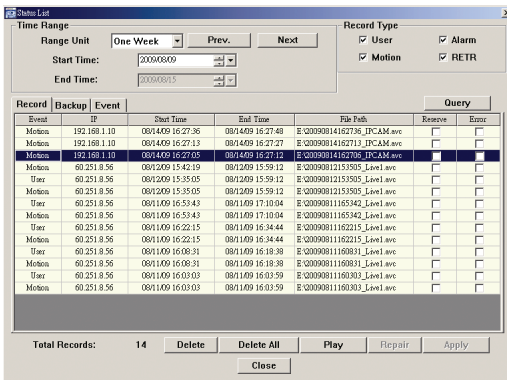 Status List
Time Range
Record Type
Range Unit One Week Prev. Next
User Alarm
Start Time: 2009/08/09
Motion RETR
End Time: 2009/08/15
Record Backup Event Query
Event IP Start Time End Time File Path Reserve Error
Motion 192.168.1.10 08/14/09 16:27:36 08/14/09 16:27:48 E:\20090814162736_IPCAM.avc
Motion 192.168.1.10 08/14/09 16:27:13 08/14/09 16:27:27 E:\20090814162713_IPCAM.avc
Motion 192.168.1.10 08/14/09 16:27:05 08/14/09 16:27:12 E:\20090814162706_IPCAM.avc
Motion 60.251.8.56 08/12/09 15:42:19 08/12/09 15:59:12 E:\20090812153505_Live1.avc
User 60.251.8.56 08/12/09 15:35:05 08/12/09 15:59:12 E:\20090812153505_Live1.avc
Motion 60.251.8.56 08/12/09 15:35:05 08/12/09 15:59:12 E:\20090812153505_Live1.avc
User 60.251.8.56 08/11/09 16:53:43 08/11/09 17:10:04 E:\20090811165342_Live1.avc
Motion 60.251.8.56 08/11/09 16:53:43 08/11/09 17:10:04 E:\20090811165342_Live1.avc
User 60.251.8.56 08/11/09 16:22:15 08/11/09 16:34:44 E:\20090811162215_Live1.avc
Motion 60.251.8.56 08/11/09 16:22:15 08/11/09 16:34:44 E:\20090811162215_Live1.avc
User 60.251.8.56 08/11/09 16:08:31 08/11/09 16:18:38 E:\20090811160831_Live1.avc
Motion 60.251.8.56 08/11/09 16:08:31 08/11/09 16:18:38 E:\20090811160831_Live1.avc
User 60.251.8.56 08/11/09 16:03:03 08/11/09 16:03:59 E:\20090811160303_Live1.avc
Motion 60.251.8.56 08/11/09 16:03:03 08/11/09 16:03:59 E:\20090811160303_Live1.avc
Total Records: 14 Delete Delete All Play Repair Apply
Close